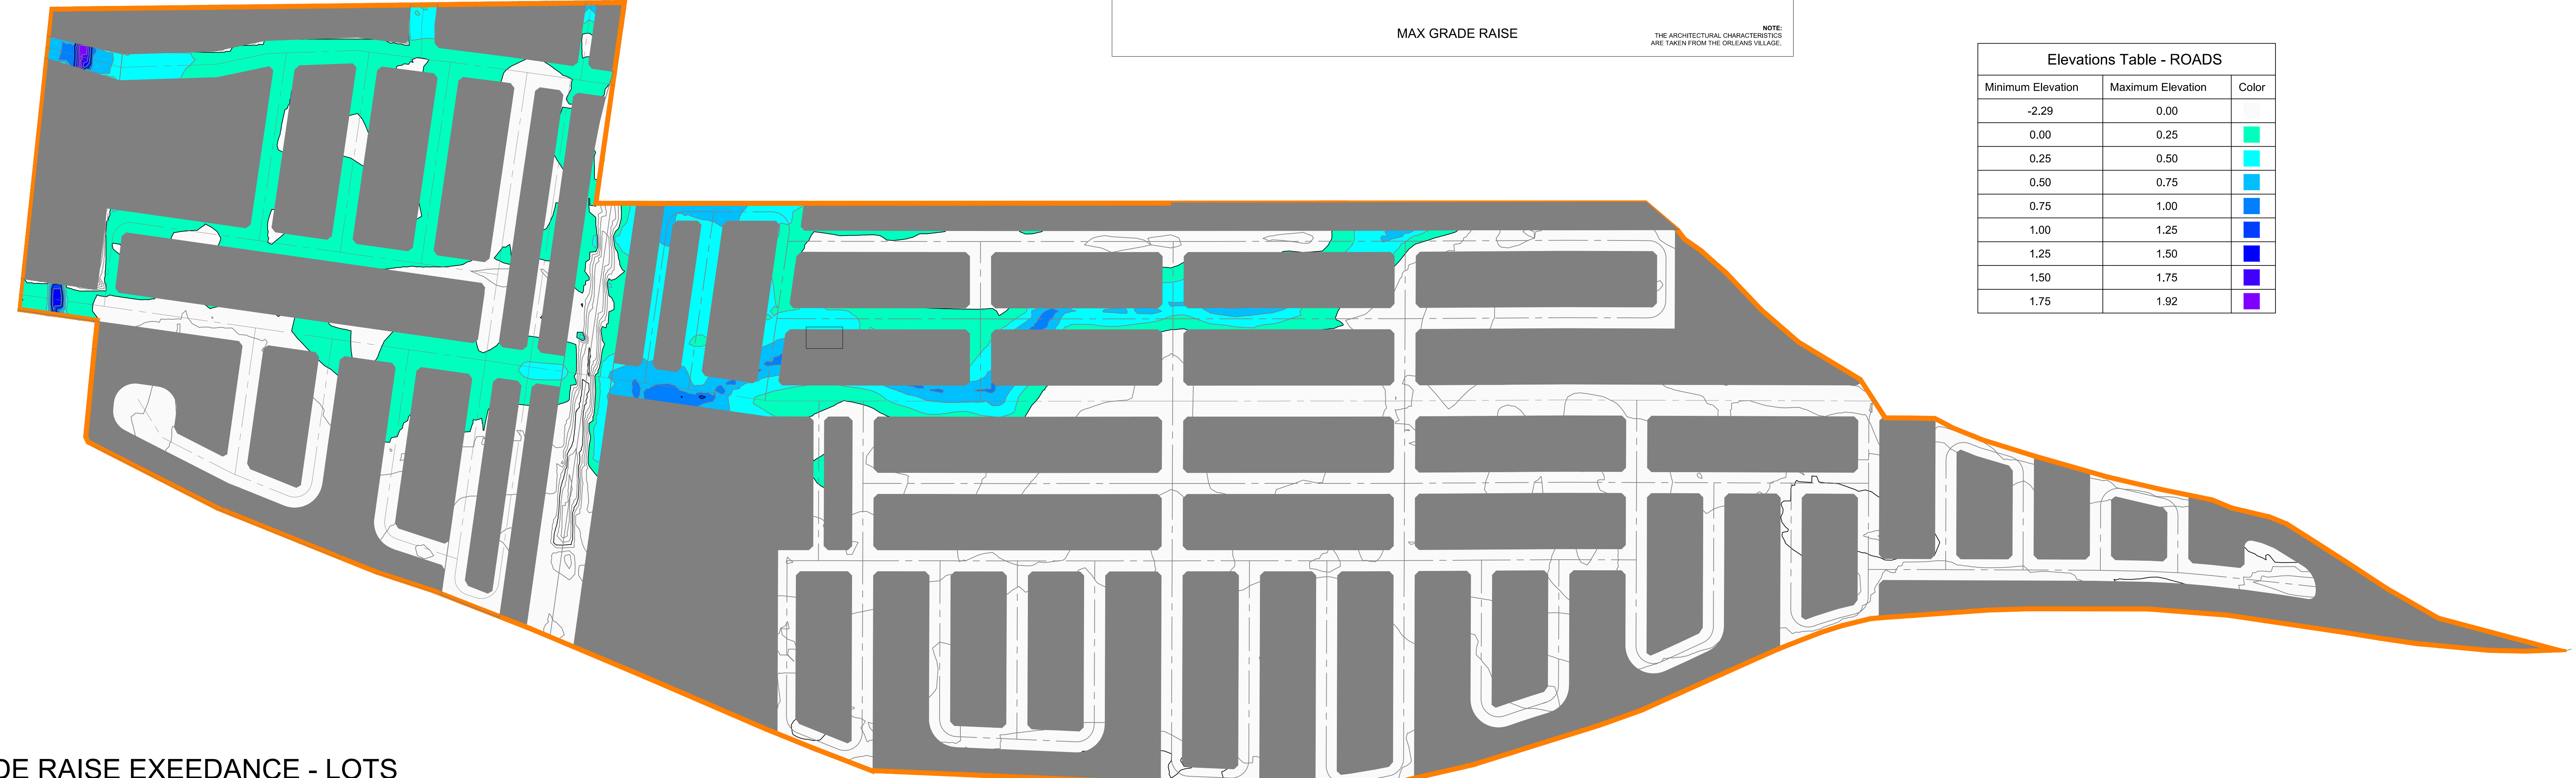 MAX GRADE RAISE
NOTE:
THE ARCHITECTURAL CHARACTERISTICS
ARE TAKEN FROM THE ORLEANS VILLAGE.
Elevations Table - ROADS
Minimum Elevation Maximum Elevation Color
-2.29 0.00
0.00 0.25
0.25 0.50
0.50 0.75
0.75 1.00
1.00 1.25
1.25 1.50
1.50 1.75
1.75 1.92
DE RAISE EXEEDANCE - LOTS